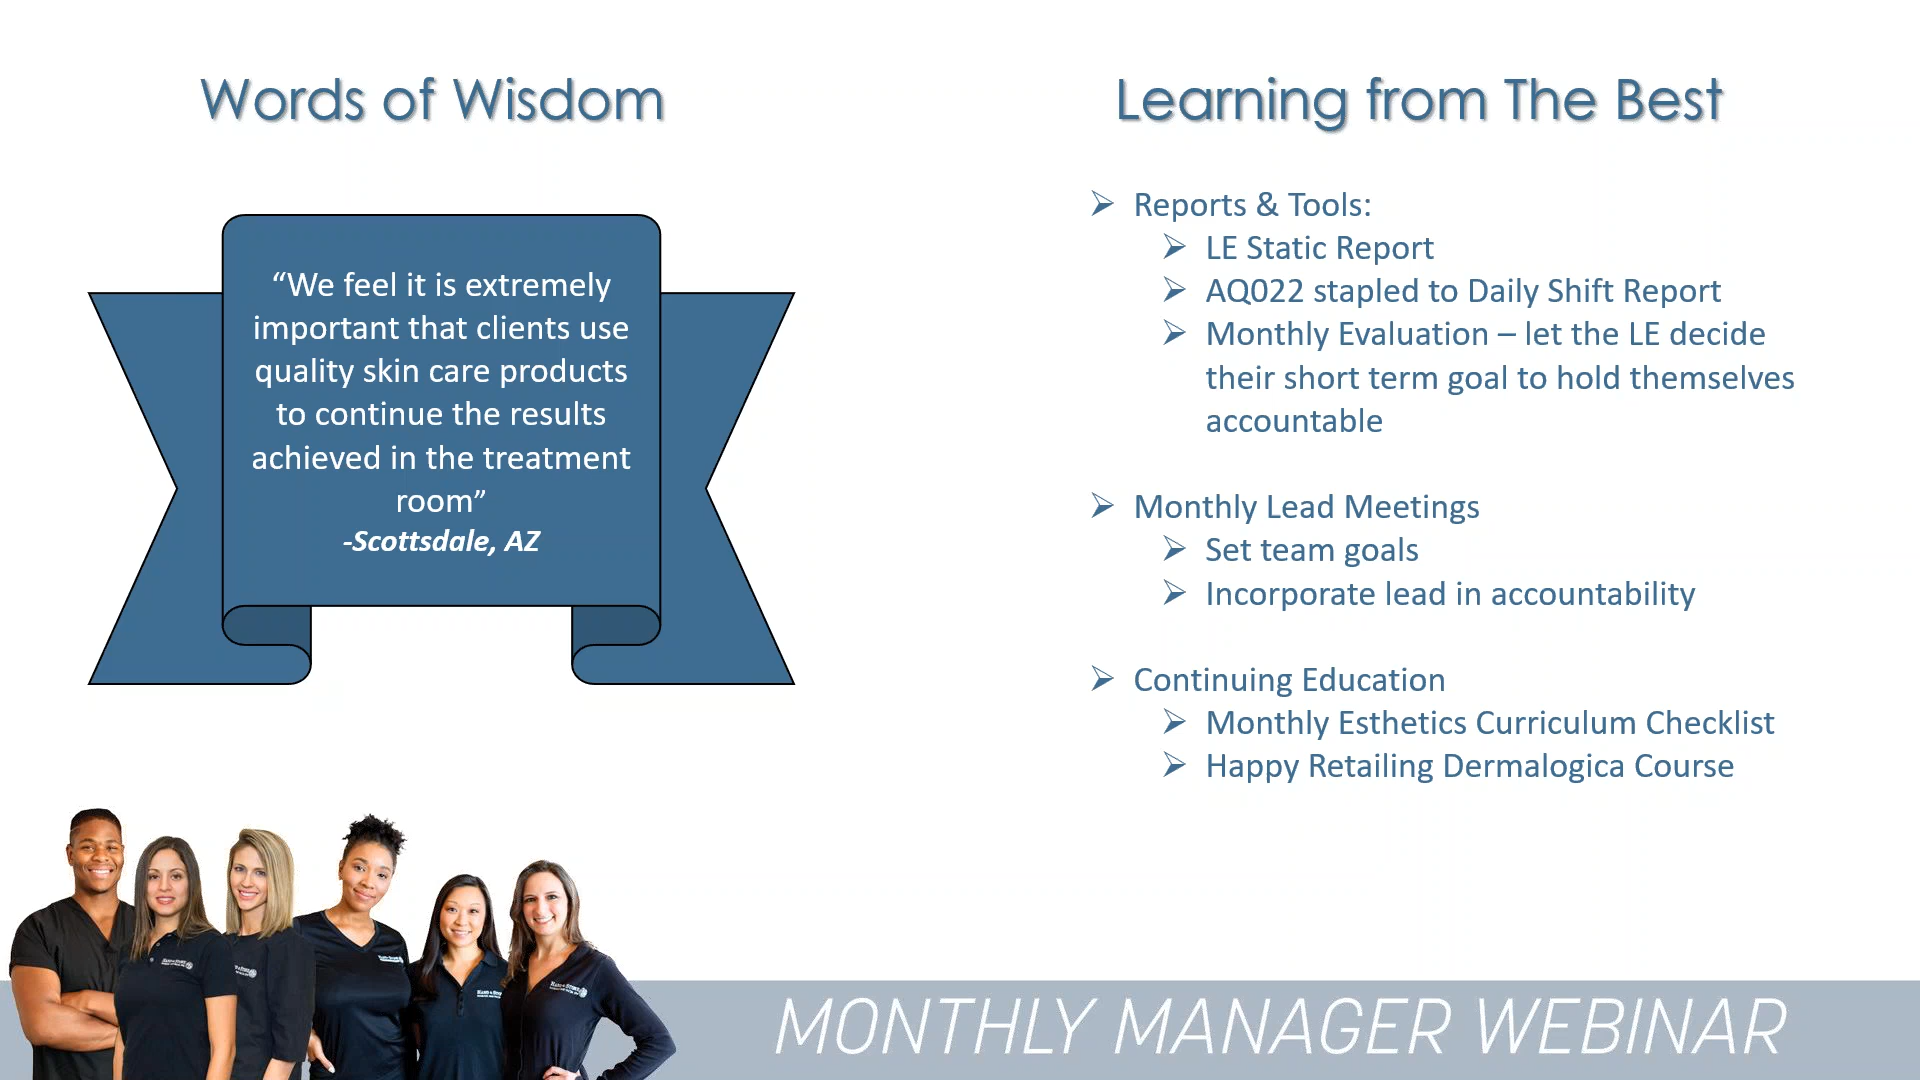 Words of Wisdom
“We feel it is extremely
important that clients use
quality skin care products
to continue the results
achieved in the treatment
room”
-Scottsdale, AZ
Learning from The Best
Reports & Tools:
LE Static Report
AQ022 stapled to Daily Shift Report
Monthly Evaluation – let the LE decide
their short term goal to hold themselves
accountable
Monthly Lead Meetings
Set team goals
Incorporate lead in accountability
Continuing Education
Monthly Esthetics Curriculum Checklist
Happy Retailing Dermalogica Course
HAND & STONE
MONTHLY MANAGER WEBINAR